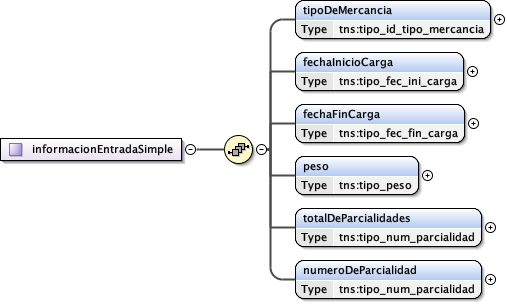 tipoDeMercancia
Type tns:tipo_id_tipo_mercancia
fechaInicioCarga
Type tns:tipo_fec_ini_carga
fechaFinCarga
Type tns:tipo_fec_fin_carga
informacionEntradaSimple
peso
Type tns:tipo_peso
totalDeParcialidades
Type tns:tipo_num_parcialidad
numeroDeParcialidad
Type tns:tipo_num_parcialidad